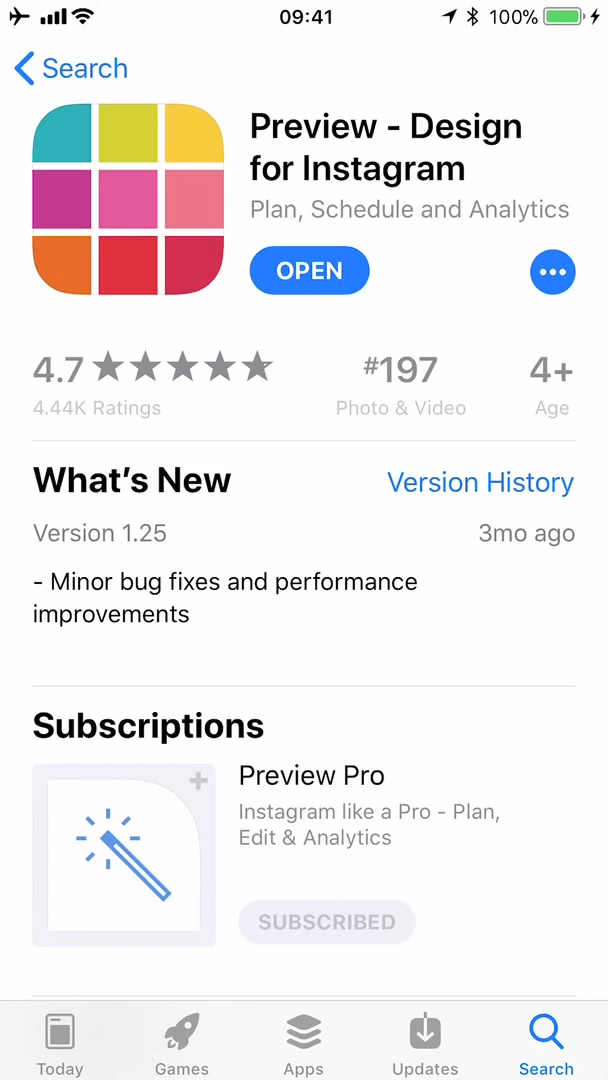 09:41
100%
Search
Preview - Design
for Instagram
Plan, Schedule and Analytics
OPEN
4.7
#197
4+
4.44K Ratings
Photo & Video
Age
What’s New
Version History
Version 1.25
3mo ago
- Minor bug fixes and performance
improvements
Subscriptions
Preview Pro
Instagram like a Pro - Plan,
Edit & Analytics
SUBSCRIBED
Today
Games
Apps
Updates
Search